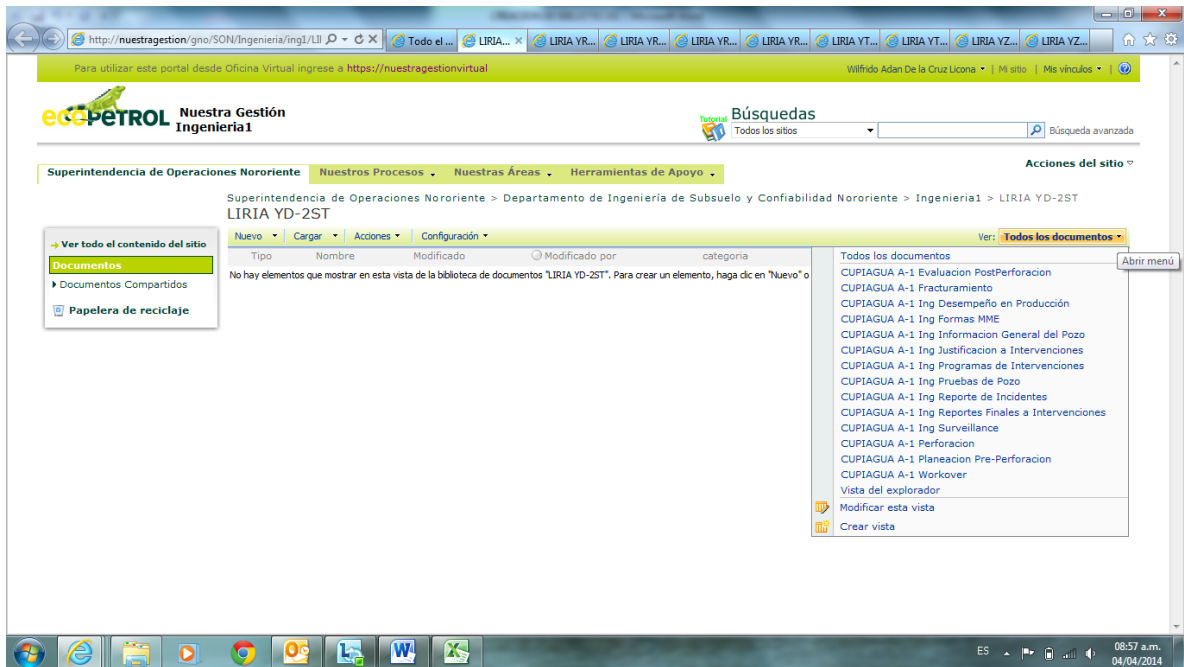 http://nuestragestion/gno/SON/Ingenieria/ing1/LII
Todo el ...
LIRIA...
LIRIA YR...
LIRIA YR...
LIRIA YR...
LIRIA YR...
LIRIA YT...
LIRIA YT...
LIRIA YZ...
LIRIA YZ...
Para utilizar este portal desde Oficina Virtual ingrese a https://nuestragestionvirtual
Wilfrido Adan De la Cruz Licona | Mi sitio | Mis vínculos |
ecopetrol
Nuestra Gestión
Ingenieria1
Tutorial
Búsquedas
Todos los sitios
Búsqueda avanzada
Acciones del sitio
Superintendencia de Operaciones Nororiente
Nuestros Procesos
Nuestras Áreas
Herramientas de Apoyo
Superintendencia de Operaciones Nororiente > Departamento de Ingeniería de Subsuelo y Confiabilidad Nororiente > Ingenieria1 > LIRIA YD-2ST
LIRIA YD-2ST
Ver todo el contenido del sitio
Documentos
Documentos Compartidos
Papelera de reciclaje
Nuevo
Cargar
Acciones
Configuración
Ver: Todos los documentos
Abrir menú
Tipo
Nombre
Modificado
Modificado por
categoria
No hay elementos que mostrar en esta vista de la biblioteca de documentos "LIRIA YD-2ST". Para crear un elemento, haga clic en "Nuevo" o
Todos los documentos
CUPIAGUA A-1 Evaluacion PostPerforacion
CUPIAGUA A-1 Fracturamiento
CUPIAGUA A-1 Ing Desempeño en Producción
CUPIAGUA A-1 Ing Formas MME
CUPIAGUA A-1 Ing Informacion General del Pozo
CUPIAGUA A-1 Ing Justificacion a Intervenciones
CUPIAGUA A-1 Ing Programas de Intervenciones
CUPIAGUA A-1 Ing Pruebas de Pozo
CUPIAGUA A-1 Ing Reporte de Incidentes
CUPIAGUA A-1 Ing Reportes Finales a Intervenciones
CUPIAGUA A-1 Ing Surveillance
CUPIAGUA A-1 Perforacion
CUPIAGUA A-1 Planeacion Pre-Perforacion
CUPIAGUA A-1 Workover
Vista del explorador
Modificar esta vista
Crear vista
ES
08:57 a.m.
04/04/2014